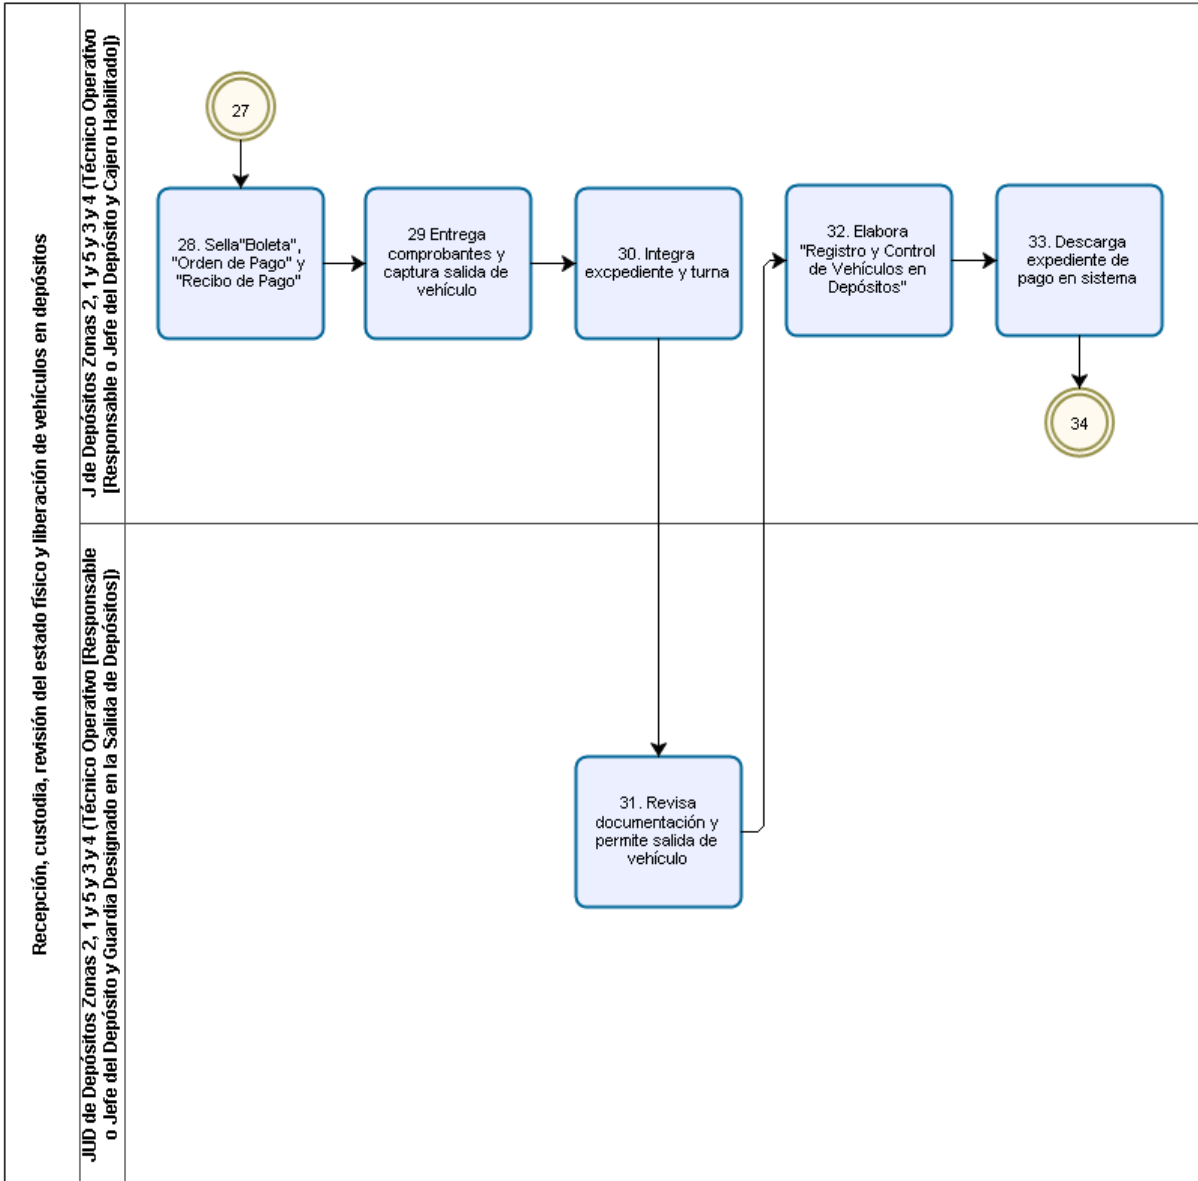 Recepción, custodia, revisión del estado físico y liberación de vehículos en depósitos
J de Depósitos Zonas 2, 1 y 5 y 3 y 4 (Técnico Operativo
[Responsable o Jefe del Depósito y Cajero Habilitado])
27
28. Sella"Boleta",
"Orden de Pago" y
"Recibo de Pago"
29 Entrega
comprobantes y
captura salida de
vehículo
30. Integra
excpediente y turna
32. Elabora
"Registro y Control
de Vehículos en
Depósitos"
33. Descarga
expediente de
pago en sistema
34
JUD de Depósitos Zonas 2, 1 y 5 y 3 y 4 (Técnico Operativo [Responsable
o Jefe del Depósito y Guardia Designado en la Salida de Depósitos])
31. Revisa
documentación y
permite salida de
vehículo